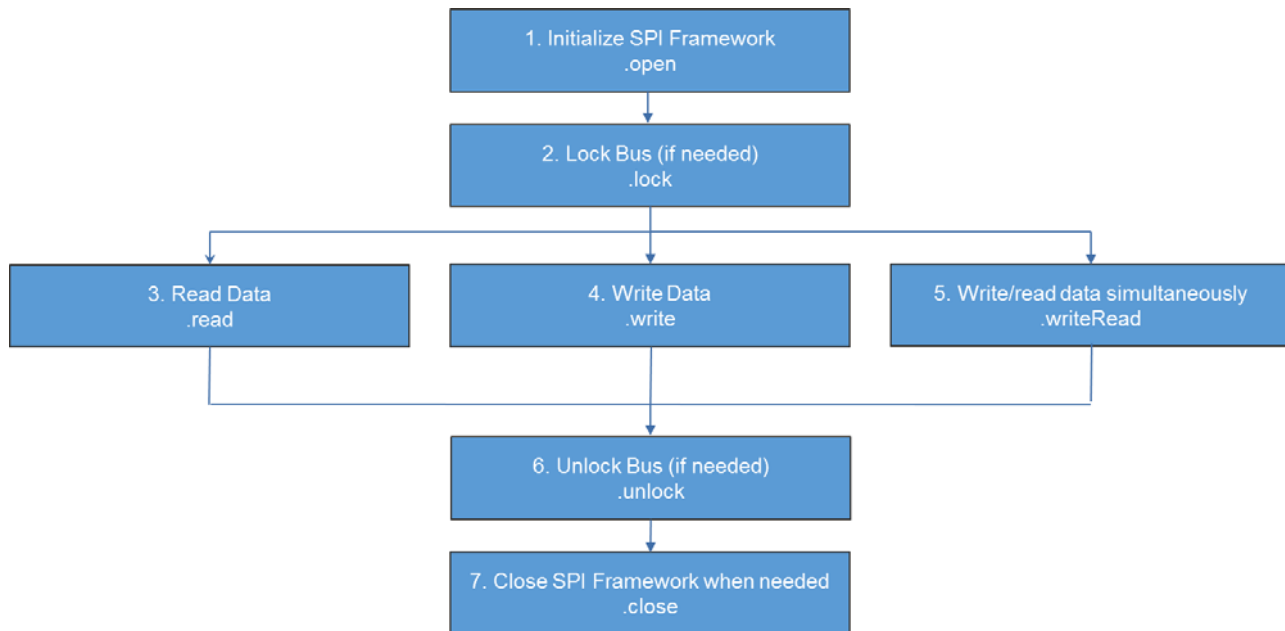 1. Initialize SPI Framework
.open
2. Lock Bus (if needed)
.lock
3. Read Data
.read
4. Write Data
.write
5. Write/read data simultaneously
.writeRead
6. Unlock Bus (if needed)
.unlock
7. Close SPI Framework when needed
.close